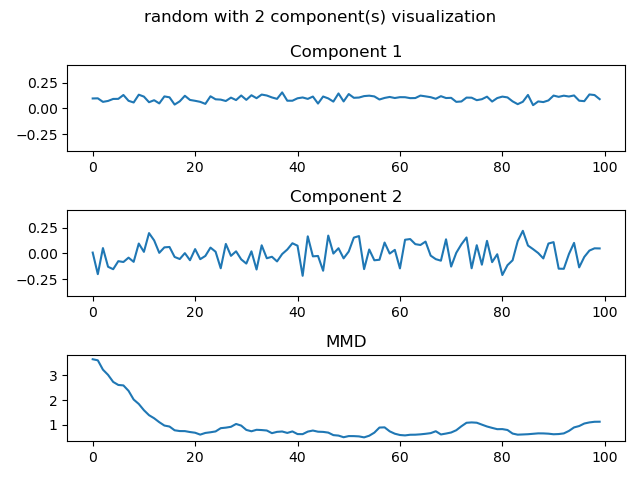 random with 2 component(s) visualization
Component 1
0.25
0.00
−0.25
0 20 40 60 80 100
Component 2
0.25
0.00
−0.25
0 20 40 60 80 100
MMD
3
2
1
0 20 40 60 80 100